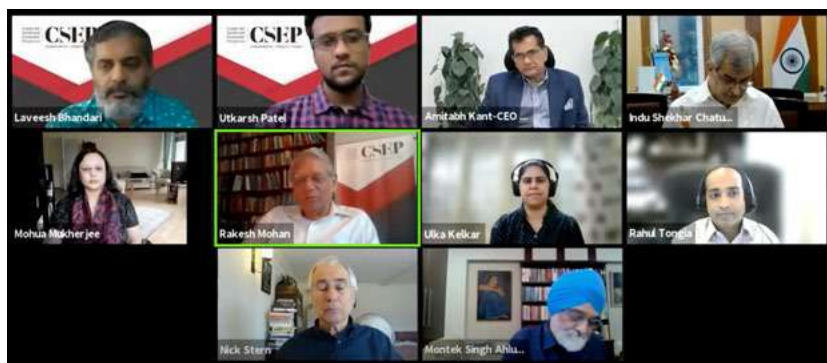 CSEP
CSEP
Laveesh Bhandari
Utkarsh Patel
Amitabh Kant-CEO ...
Indu Shekhar Chatu...
CSEP
Mohua Mukherjee
Rakesh Mohan
Ulka Kelkar
Rahul Tongia
Nick Stern
Montek Singh Ahlu...